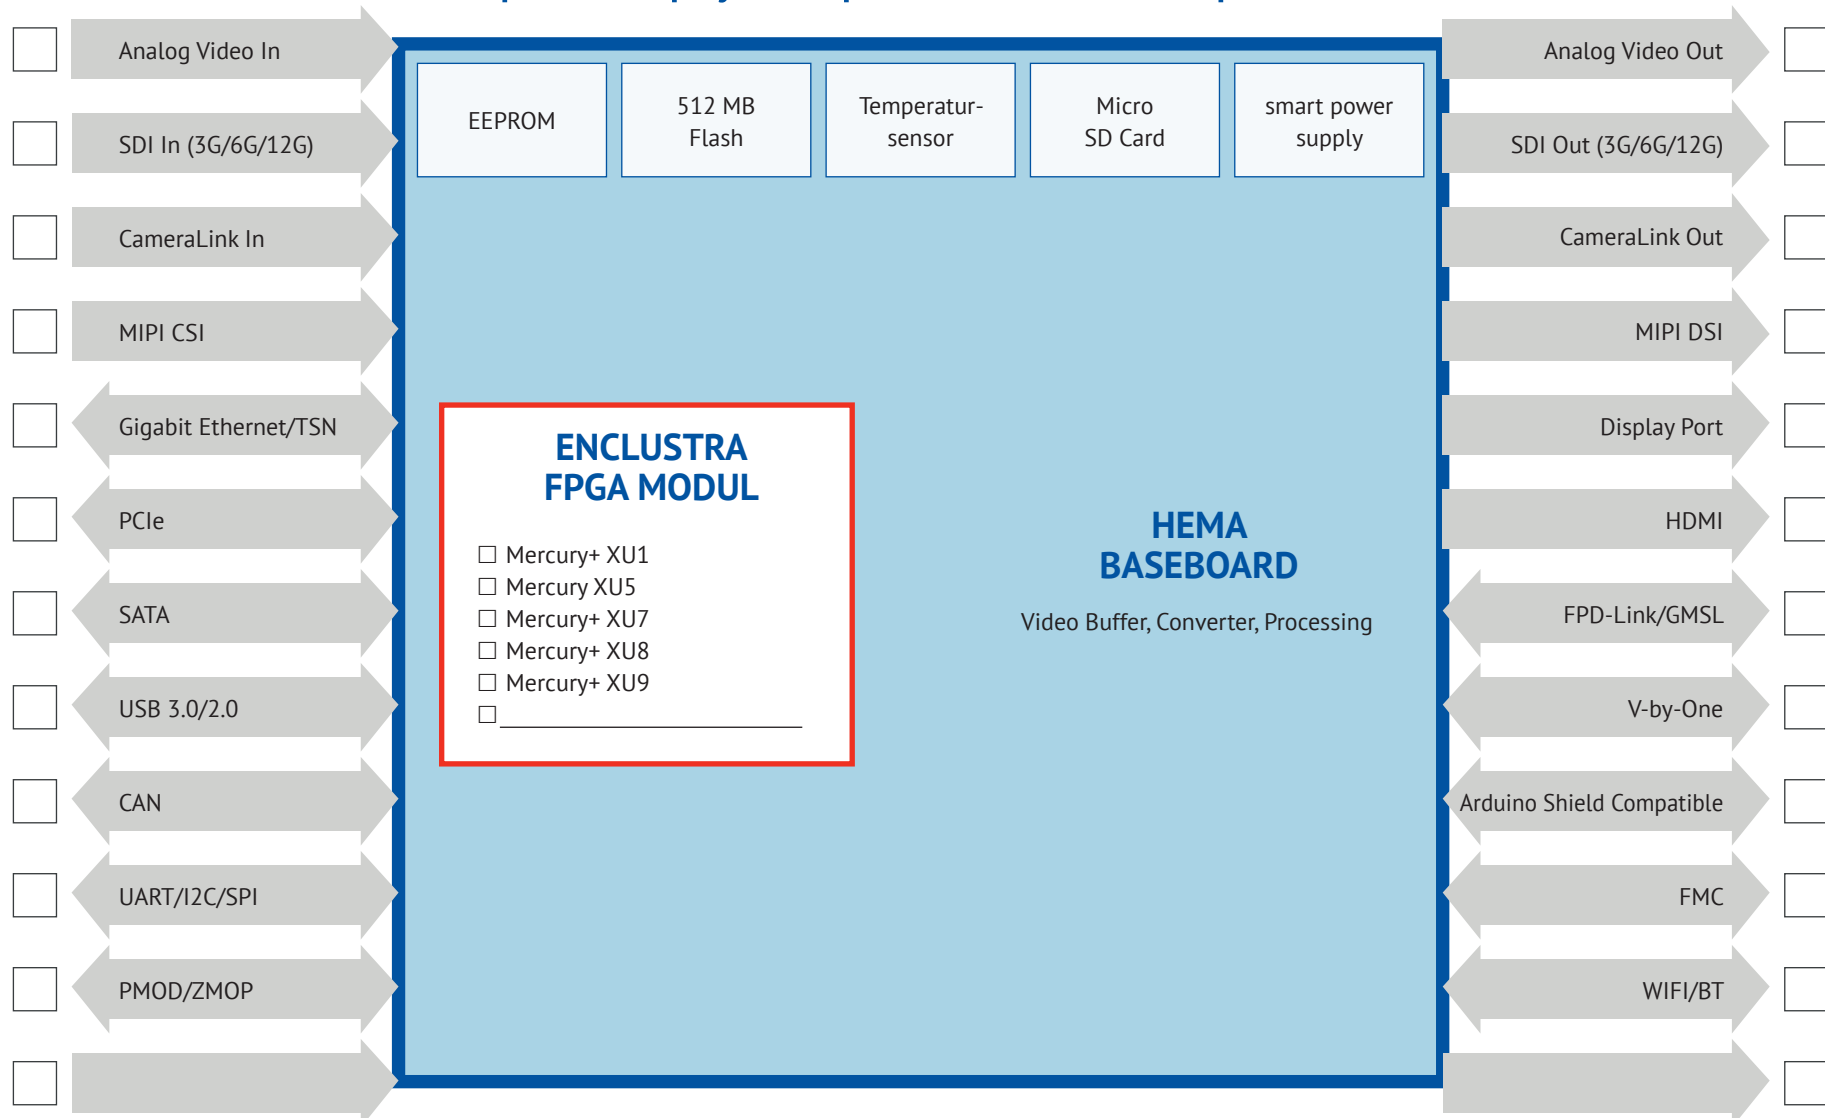 Analog Video In
SDI In (3G/6G/12G)
CameraLink In
MIPI CSI
Gigabit Ethernet/TSN
PCIe
SATA
USB 3.0/2.0
CAN
UART/I2C/SPI
PMOD/ZMOP
EEPROM
512 MB
Flash
Temperatur-
sensor
Micro
SD Card
smart power
supply
ENCLUSTRA
FPGA MODUL
Mercury+ XU1
Mercury XU5
Mercury+ XU7
Mercury+ XU8
Mercury+ XU9
HEMA
BASEBOARD
Video Buffer, Converter, Processing
Analog Video Out
SDI Out (3G/6G/12G)
CameraLink Out
MIPI DSI
Display Port
HDMI
FPD-Link/GMSL
V-by-One
Arduino Shield Compatible
FMC
WIFI/BT